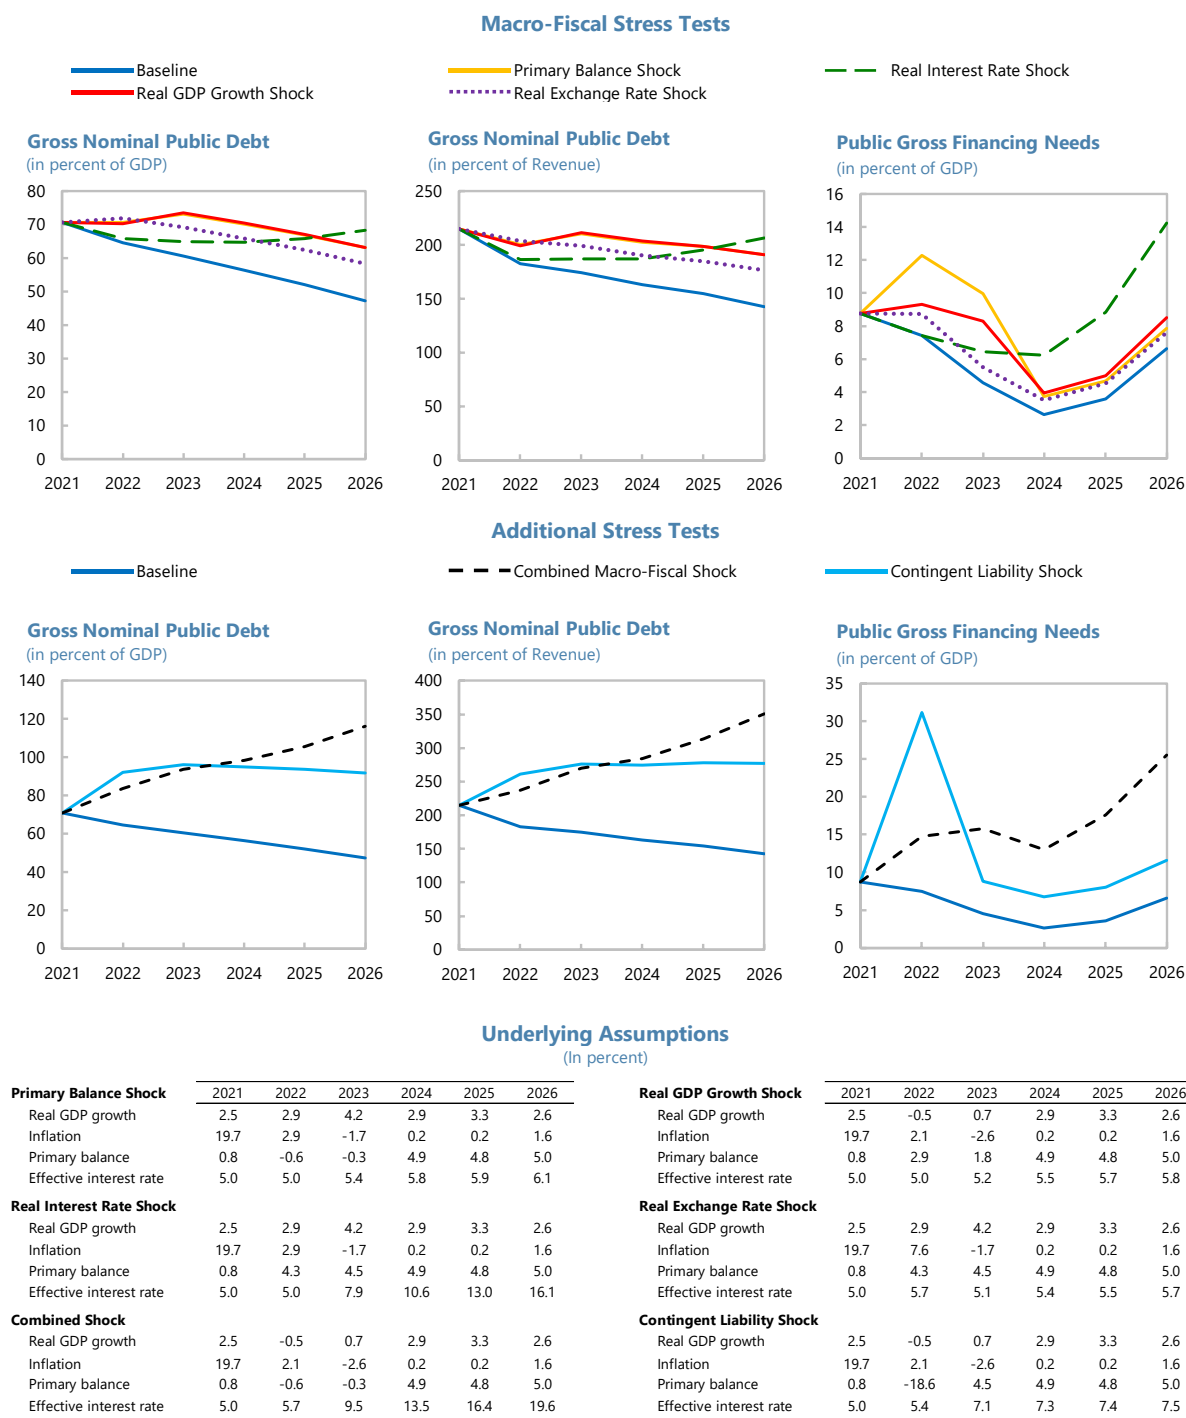 Macro-Fiscal Stress Tests
Baseline
Primary Balance Shock
Real Interest Rate Shock
Real GDP Growth Shock
Real Exchange Rate Shock
Gross Nominal Public Debt
(in percent of GDP)
80
70
60
50
40
30
20
10
0
2021 2022 2023 2024 2025 2026
Gross Nominal Public Debt
(in percent of Revenue)
250
200
150
100
50
0
2021 2022 2023 2024 2025 2026
Public Gross Financing Needs
(in percent of GDP)
16
14
12
10
8
6
4
2
0
2021 2022 2023 2024 2025 2026
Additional Stress Tests
Baseline
Combined Macro-Fiscal Shock
Contingent Liability Shock
Gross Nominal Public Debt
(in percent of GDP)
140
120
100
80
60
40
20
0
2021 2022 2023 2024 2025 2026
Gross Nominal Public Debt
(in percent of Revenue)
400
350
300
250
200
150
100
50
0
2021 2022 2023 2024 2025 2026
Public Gross Financing Needs
(in percent of GDP)
35
30
25
20
15
10
5
0
2021 2022 2023 2024 2025 2026
Underlying Assumptions
(In percent)
Primary Balance Shock 2021 2022 2023 2024 2025 2026
Real GDP growth 2.5 2.9 4.2 2.9 3.3 2.6
Inflation 19.7 2.9 -1.7 0.2 0.2 1.6
Primary balance 0.8 -0.6 -0.3 4.9 4.8 5.0
Effective interest rate 5.0 5.0 5.4 5.8 5.9 6.1
Real Interest Rate Shock
Real GDP growth 2.5 2.9 4.2 2.9 3.3 2.6
Inflation 19.7 2.9 -1.7 0.2 0.2 1.6
Primary balance 0.8 4.3 4.5 4.9 4.8 5.0
Effective interest rate 5.0 5.0 7.9 10.6 13.0 16.1
Combined Shock
Real GDP growth 2.5 -0.5 0.7 2.9 3.3 2.6
Inflation 19.7 2.1 -2.6 0.2 0.2 1.6
Primary balance 0.8 -0.6 -0.3 4.9 4.8 5.0
Effective interest rate 5.0 5.7 9.5 13.5 16.4 19.6
Real GDP Growth Shock 2021 2022 2023 2024 2025 2026
Real GDP growth 2.5 -0.5 0.7 2.9 3.3 2.6
Inflation 19.7 2.1 -2.6 0.2 0.2 1.6
Primary balance 0.8 2.9 1.8 4.9 4.8 5.0
Effective interest rate 5.0 5.0 5.2 5.5 5.7 5.8
Real Exchange Rate Shock
Real GDP growth 2.5 2.9 4.2 2.9 3.3 2.6
Inflation 19.7 7.6 -1.7 0.2 0.2 1.6
Primary balance 0.8 4.3 4.5 4.9 4.8 5.0
Effective interest rate 5.0 5.7 5.1 5.4 5.5 5.7
Contingent Liability Shock
Real GDP growth 2.5 -0.5 0.7 2.9 3.3 2.6
Inflation 19.7 2.1 -2.6 0.2 0.2 1.6
Primary balance 0.8 -18.6 4.5 4.9 4.8 5.0
Effective interest rate 5.0 5.4 7.1 7.3 7.4 7.5